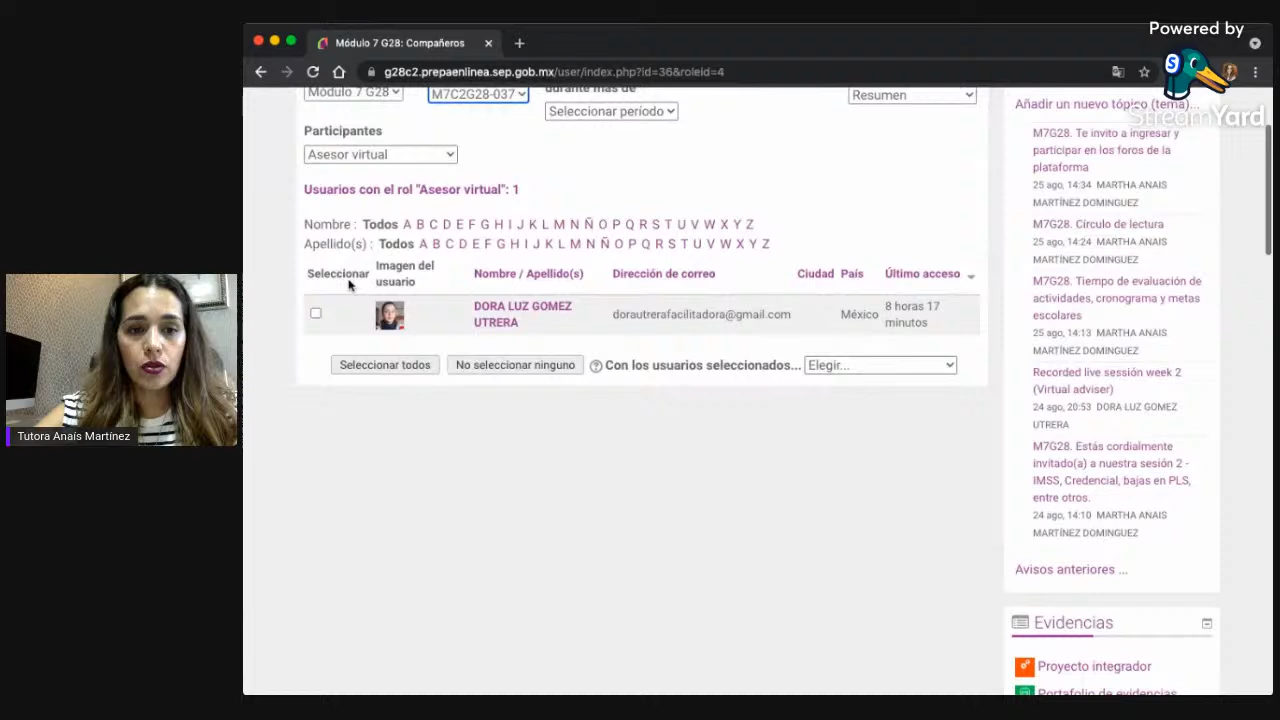 Powered by
StreamYard
Módulo 7 G28: Compañeros
g28c2.prepaenlinea.sep.gob.mx/user/index.php?id=36&roleid=4
Módulo 7 G28
M7C2G28-037
durante más de
Seleccionar periodo
Resumen
Participantes
Asesor virtual
Usuarios con el rol "Asesor virtual": 1
Nombre : Todos A B C D E F G H I J K L M N Ñ O P Q R S T U V W X Y Z
Apellido(s) : Todos A B C D E F G H I J K L M N Ñ O P Q R S T U V W X Y Z
Seleccionar
Imagen del
usuario
Nombre / Apellido(s)
Dirección de correo
Ciudad
País
Último acceso
DORA LUZ GOMEZ
UTRERA
dorautrerafacilitadora@gmail.com
México
8 horas 17
minutos
Seleccionar todos
No seleccionar ninguno
Con los usuarios seleccionados...
Elegir...
Añadir un nuevo tópico (tema)...
M7G28. Te invito a ingresar y
participar en los foros de la
plataforma
25 ago, 14:34 MARTHA ANAIS
MARTÍNEZ DOMINGUEZ
M7G28. Círculo de lectura
25 ago, 14:24 MARTHA ANAIS
MARTÍNEZ DOMINGUEZ
M7G28. Tiempo de evaluación de
actividades, cronograma y metas
escolares
25 ago, 14:13 MARTHA ANAIS
MARTÍNEZ DOMINGUEZ
Recorded live sessión week 2
(Virtual adviser)
24 ago, 20:53 DORA LUZ GOMEZ
UTRERA
M7G28. Estás cordialmente
invitado(a) a nuestra sesión 2 -
IMSS, Credencial, bajas en PLS,
entre otros.
24 ago, 14:10 MARTHA ANAIS
MARTÍNEZ DOMINGUEZ
Avisos anteriores ...
Evidencias
Proyecto integrador
Portafolio de evidencias
Tutora Anaís Martínez